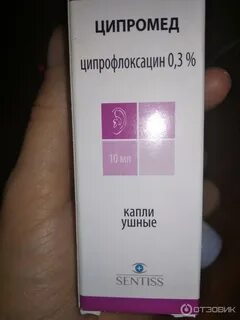 ЦИПРОМЕД
ципрофлоксацин 0,3 %
10 мл
капли
ушные
SENTISS
ОТЗОВИК